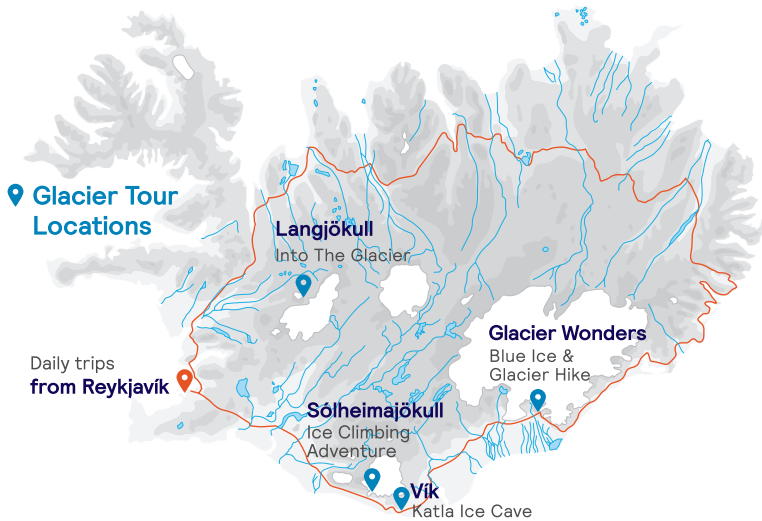 Glacier Tour
Locations
Langjökull
Into The Glacier
Glacier Wonders
Blue Ice &
Glacier Hike
Daily trips
from Reykjavík
Sólheimajökull
Ice Climbing
Adventure
Vík
Katla Ice Cave